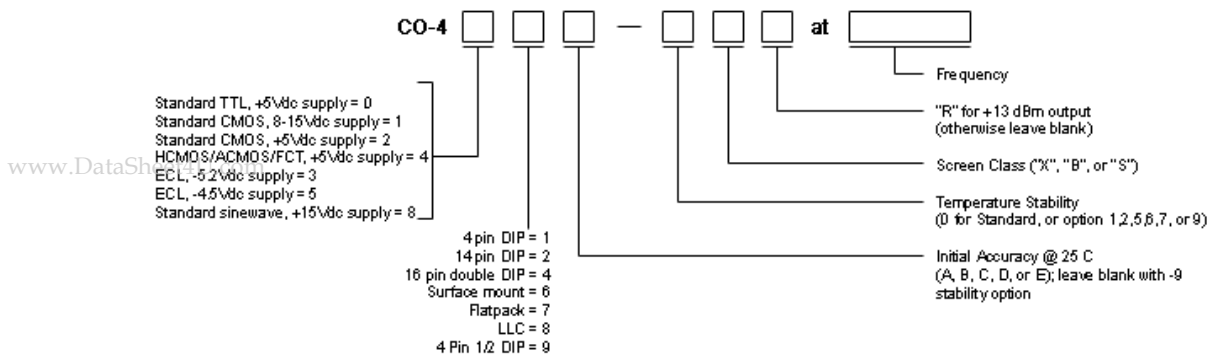 CO-4 — at
Frequency
"R" for +13 dBm output
(otherwise leave blank)
Screen Class ("X", "B", or "S")
Temperature Stability
(0 for Standard, or option 1,2,5,6,7, or 9)
Initial Accuracy @ 25 C
(A, B, C, D, or E); leave blank with -9
stability option
Standard TTL, +5Vdc supply = 0
Standard CMOS, 8-15Vdc supply = 1
Standard CMOS, +5Vdc supply = 2
HCMOS/ACMOS/FCT, +5Vdc supply = 4
ECL, -5.2Vdc supply = 3
ECL, -4.5Vdc supply = 5
Standard sinewave, +15Vdc supply = 8
www.DataSheet4U.com
4 pin DIP = 1
14 pin DIP = 2
16 pin double DIP = 4
Surface mount = 6
Flatpack = 7
LLC = 8
4 Pin 1/2 DIP = 9